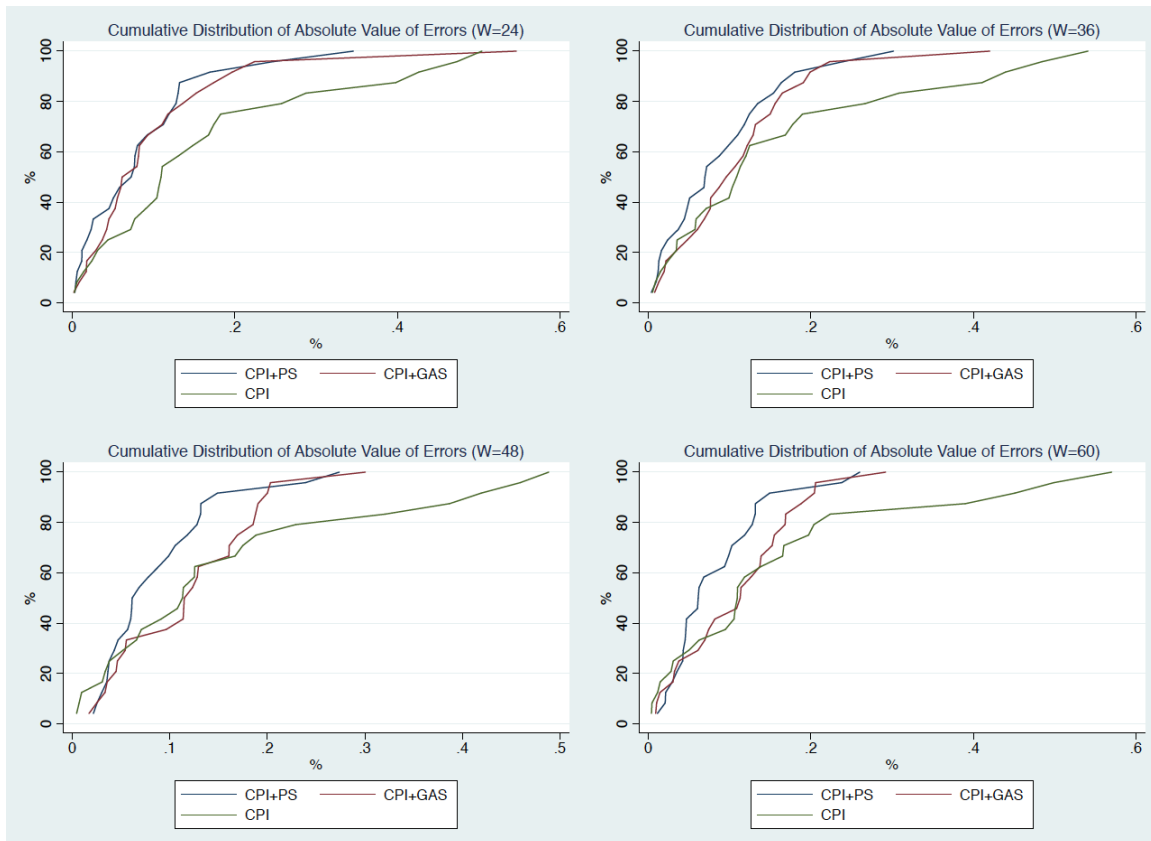 Cumulative Distribution of Absolute Value of Errors (W=24)
%
100
80
60
40
20
0
0 .2 .4 .6
%
CPI+PS CPI+GAS
CPI
Cumulative Distribution of Absolute Value of Errors (W=36)
%
100
80
60
40
20
0
0 .2 .4 .6
%
CPI+PS CPI+GAS
CPI
Cumulative Distribution of Absolute Value of Errors (W=48)
%
100
80
60
40
20
0
0 .1 .2 .3 .4 .5
%
CPI+PS CPI+GAS
CPI
Cumulative Distribution of Absolute Value of Errors (W=60)
%
100
80
60
40
20
0
0 .2 .4 .6
%
CPI+PS CPI+GAS
CPI